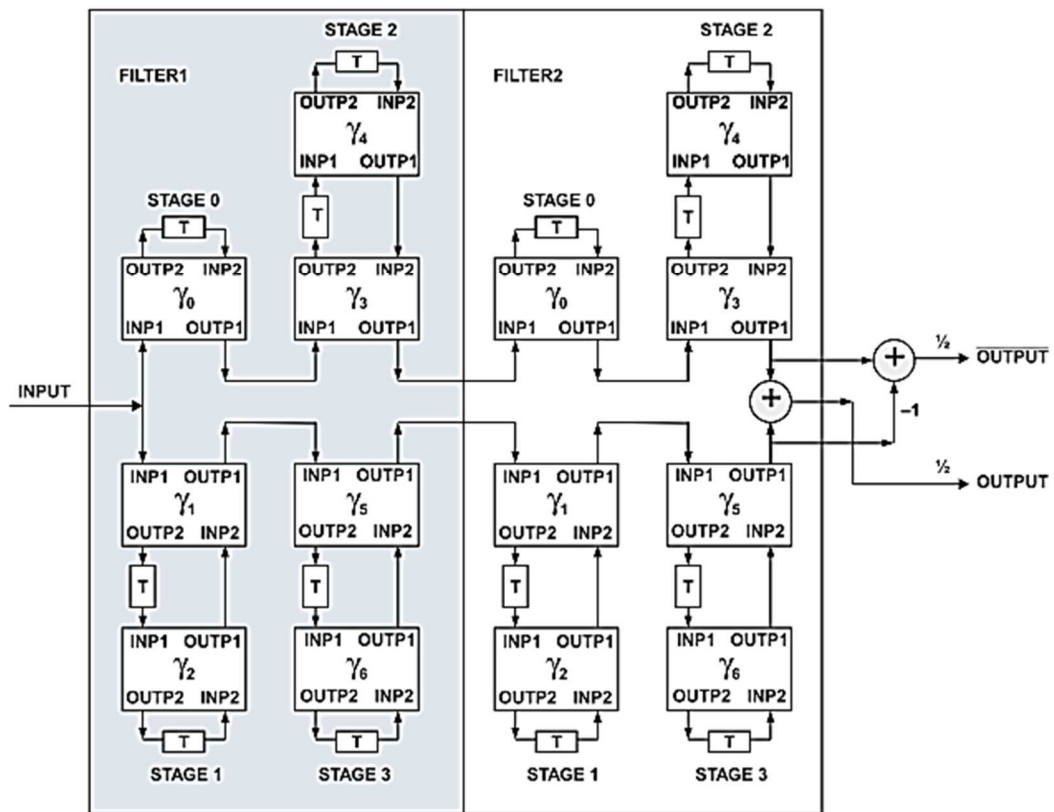 STAGE 2 STAGE 2
FILTER1 T FILTER2 T
OUTP2 INP2 OUTP2 INP2
γ4 γ4
INP1 OUTP1 INP1 OUTP1
STAGE 0 T STAGE 0 T
T T
OUTP2 INP2 OUTP2 INP2 OUTP2 INP2 OUTP2 INP2
γ0 γ3 γ0 γ3
INP1 OUTP1 INP1 OUTP1 INP1 OUTP1 INP1 OUTP1
+ ½ OUTPUT
INPUT + –1
INP1 OUTP1 INP1 OUTP1 INP1 OUTP1 INP1 OUTP1
½ OUTPUT
γ1 γ5 γ1 γ5
OUTP2 INP2 OUTP2 INP2 OUTP2 INP2 OUTP2 INP2
T T T T
INP1 OUTP1 INP1 OUTP1 INP1 OUTP1 INP1 OUTP1
γ2 γ6 γ2 γ6
OUTP2 INP2 OUTP2 INP2 OUTP2 INP2 OUTP2 INP2
T T T T
STAGE 1 STAGE 3 STAGE 1 STAGE 3